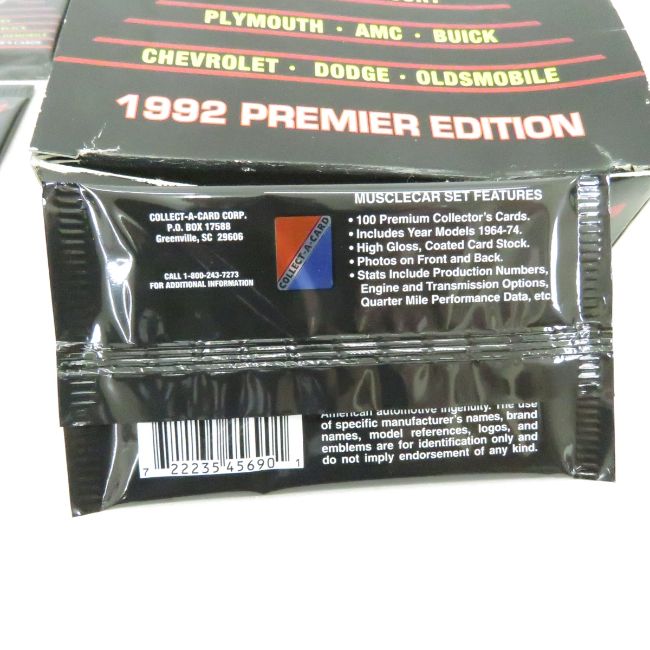 PLYMOUTH · AMC · BUICK
CHEVROLET · DODGE · OLDSMOBILE
1992 PREMIER EDITION
COLLECT-A-CARD CORP.
P.O. BOX 17588
Greenville, SC 29606
CALL 1-800-243-7273
FOR ADDITIONAL INFORMATION
COLLECT-A-CARD
MUSCLECAR SET FEATURES
• 100 Premium Collector's Cards.
• Includes Year Models 1964-74.
• High Gloss, Coated Card Stock.
• Photos on Front and Back.
• Stats Include Production Numbers,
Engine and Transmission Options,
Quarter Mile Performance Data, etc.
American automotive ingenuity. The use
of specific manufacturer's names, brand
names, model references, logos, and
emblems are for identification only and
do not imply endorsement of any kind.
7 22235 45690 1